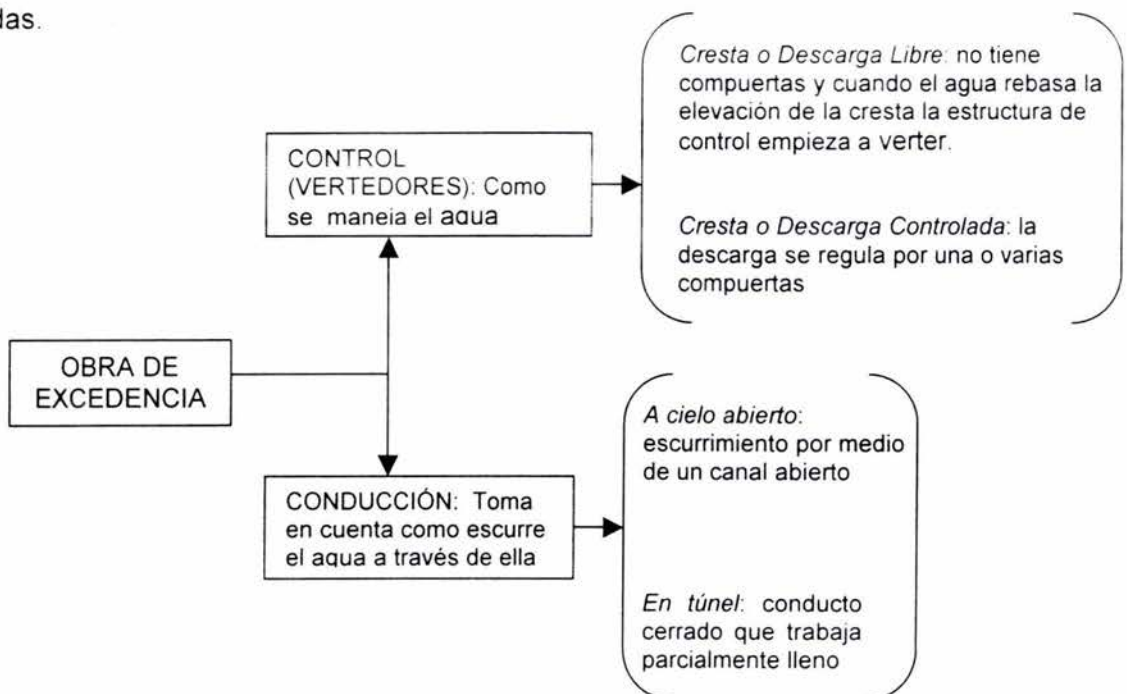 das.
Cresta o Descarga Libre: no tiene
compuertas y cuando el agua rebasa la
elevación de la cresta la estructura de
control empieza a verter.
CONTROL
(VERTEDORES): Como
se maneja el agua
Cresta o Descarga Controlada: la
descarga se regula por una o varias
compuertas
OBRA DE
EXCEDENCIA
A cielo abierto:
escurrimiento por medio
de un canal abierto
CONDUCCIÓN: Toma
en cuenta como escurre
el agua a través de ella
En túnel: conducto
cerrado que trabaja
parcialmente lleno